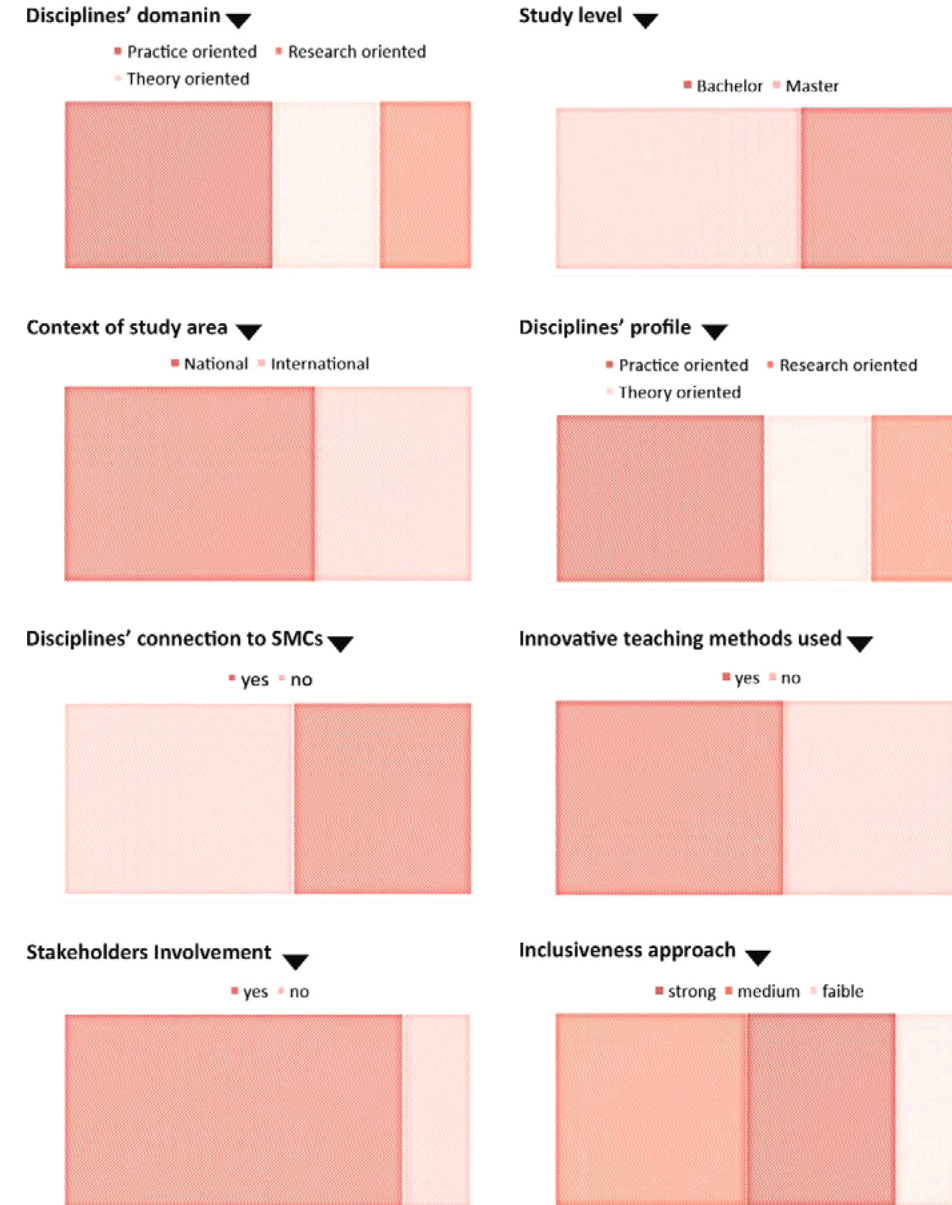 Disciplines’ domanin
Practice oriented Research oriented
Theory oriented
Study level
Bachelor Master
Context of study area
National International
Disciplines’ profile
Practice oriented Research oriented
Theory oriented
Disciplines’ connection to SMCs
yes no
Innovative teaching methods used
yes no
Stakeholders Involvement
yes no
Inclusiveness approach
strong medium faible